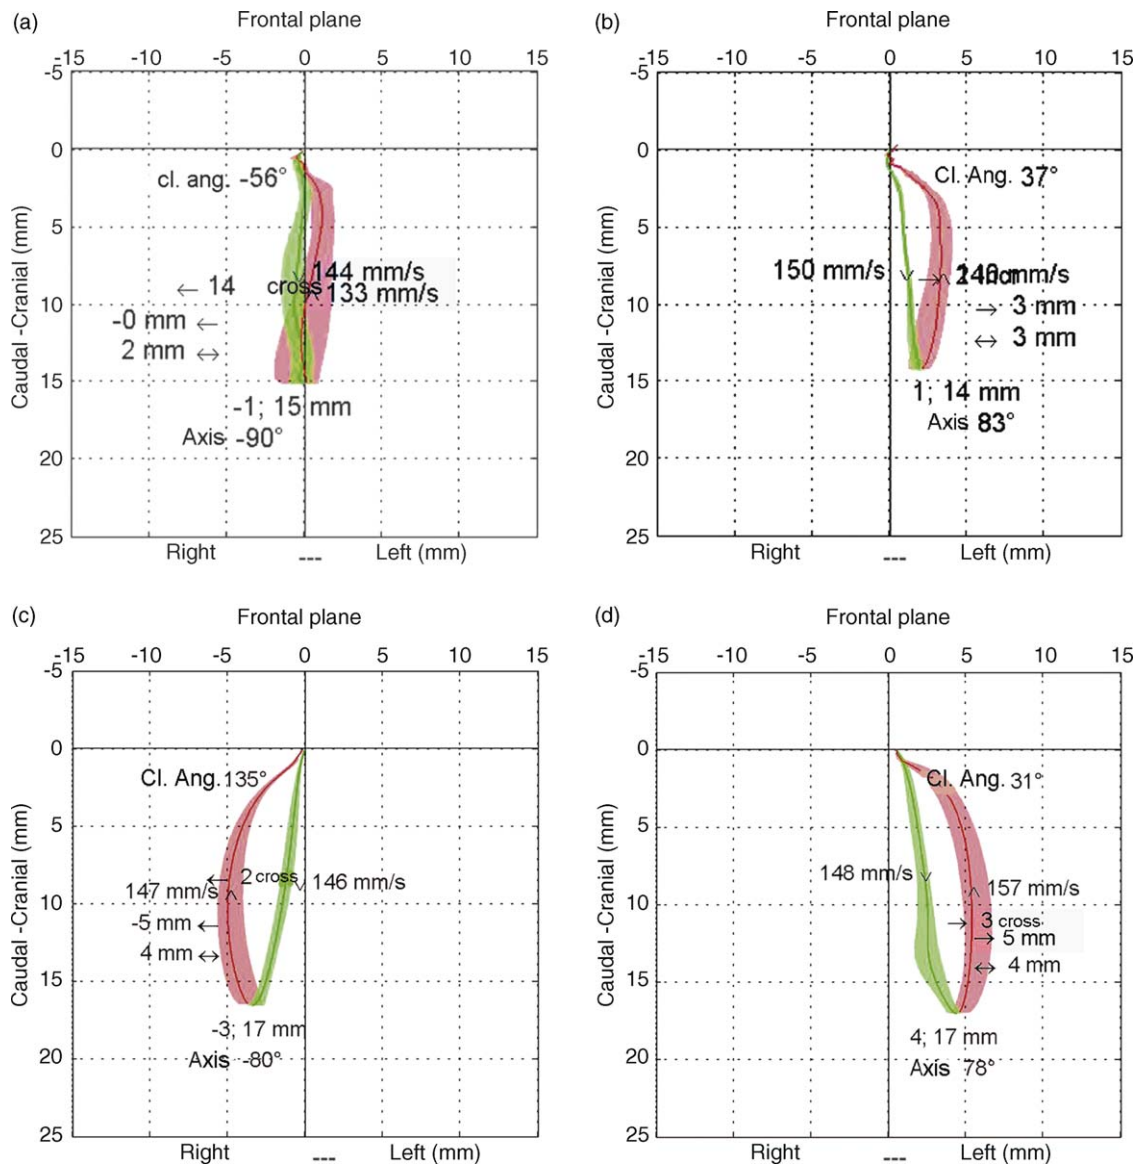 (a)
Frontal plane
-15 -10 -5 0 5 10 15
-5
0
5
10
15
20
25
Caudal -Cranial (mm)
cl. ang. -56°
144 mm/s
← 14 cross
133 mm/s
-0 mm ←
2 mm ↔
-1; 15 mm
Axis -90°
Right --- Left (mm)
(b)
Frontal plane
-15 -10 -5 0 5 10 15
-5
0
5
10
15
20
25
Caudal -Cranial (mm)
Cl. Ang. 37°
150 mm/s
mm/s
→ 3 mm
↔ 3 mm
1; 14 mm
Axis 83°
Right --- Left (mm)
(c)
Frontal plane
-15 -10 -5 0 5 10 15
-5
0
5
10
15
20
25
Caudal -Cranial (mm)
Cl. Ang. 135°
← 2 cross 146 mm/s
147 mm/s
-5 mm ←
4 mm ↔
-3; 17 mm
Axis -80°
Right --- Left (mm)
(d)
Frontal plane
-15 -10 -5 0 5 10 15
-5
0
5
10
15
20
25
Caudal -Cranial (mm)
Cl. Ang. 31°
148 mm/s
157 mm/s
→ 3 cross
→ 5 mm
↔ 4 mm
4; 17 mm
Axis 78°
Right --- Left (mm)